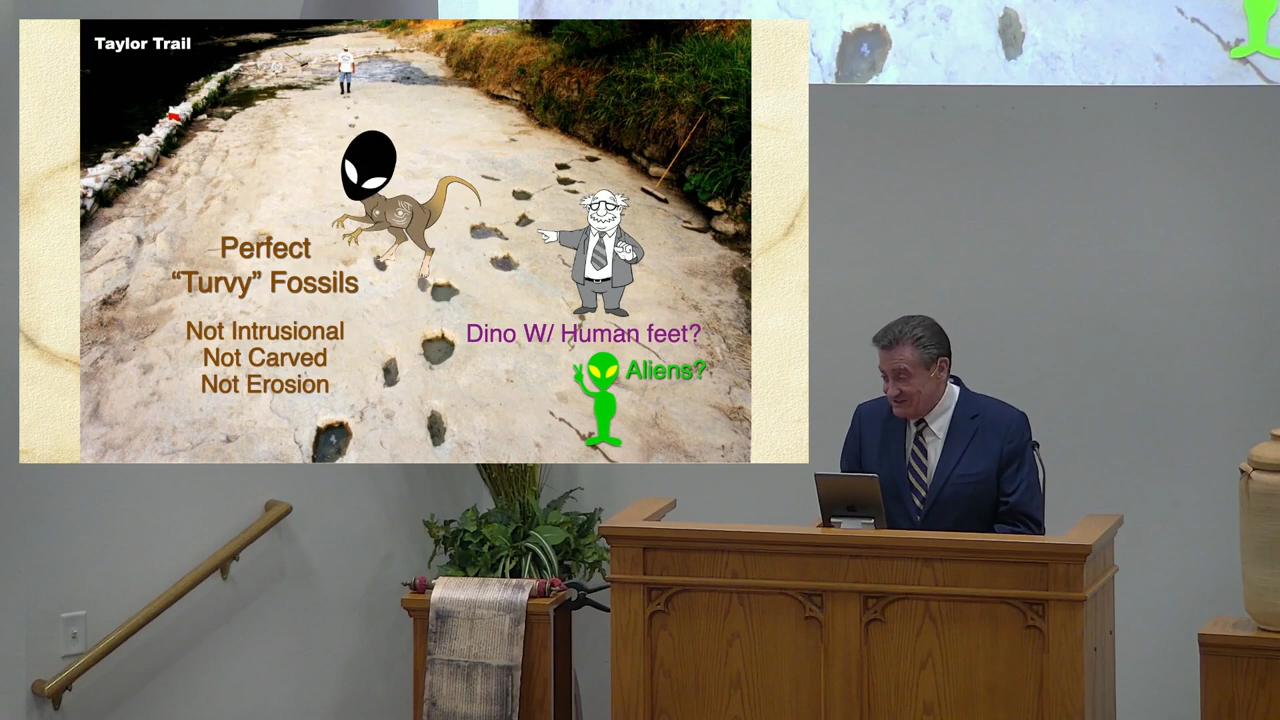 Taylor Trail
Perfect
“Turvy” Fossils
Not Intrusional
Not Carved
Not Erosion
Dino W/ Human feet?
Aliens?